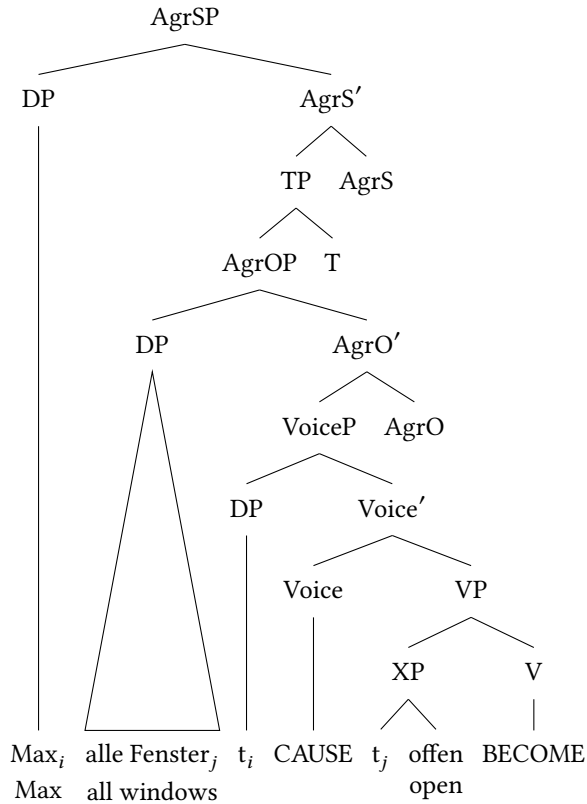 AgrSP
DP AgrS′
TP AgrS
AgrOP T
DP AgrO′
VoiceP AgrO
DP Voice′
Voice VP
XP V
Maxᵢ alle Fensterⱼ tᵢ CAUSE tⱼ offen BECOME
Max all windows open